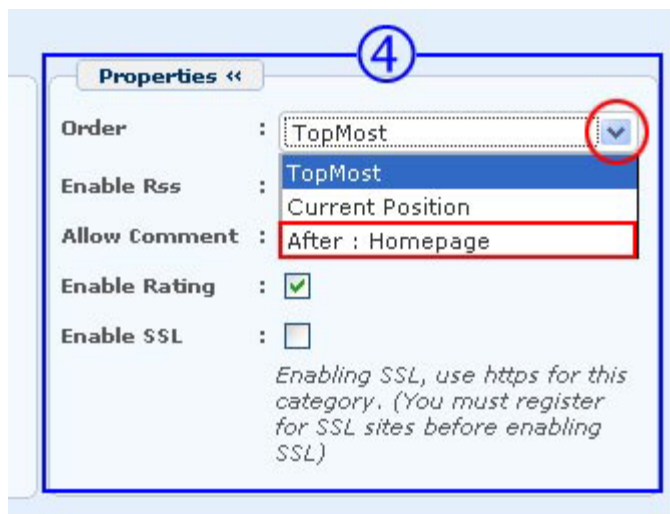 4
Properties «
Order : TopMost
TopMost
Enable Rss :
Current Position
Allow Comment : After : Homepage
Enable Rating :
Enable SSL :
Enabling SSL, use https for this
category. (You must register
for SSL sites before enabling
SSL)